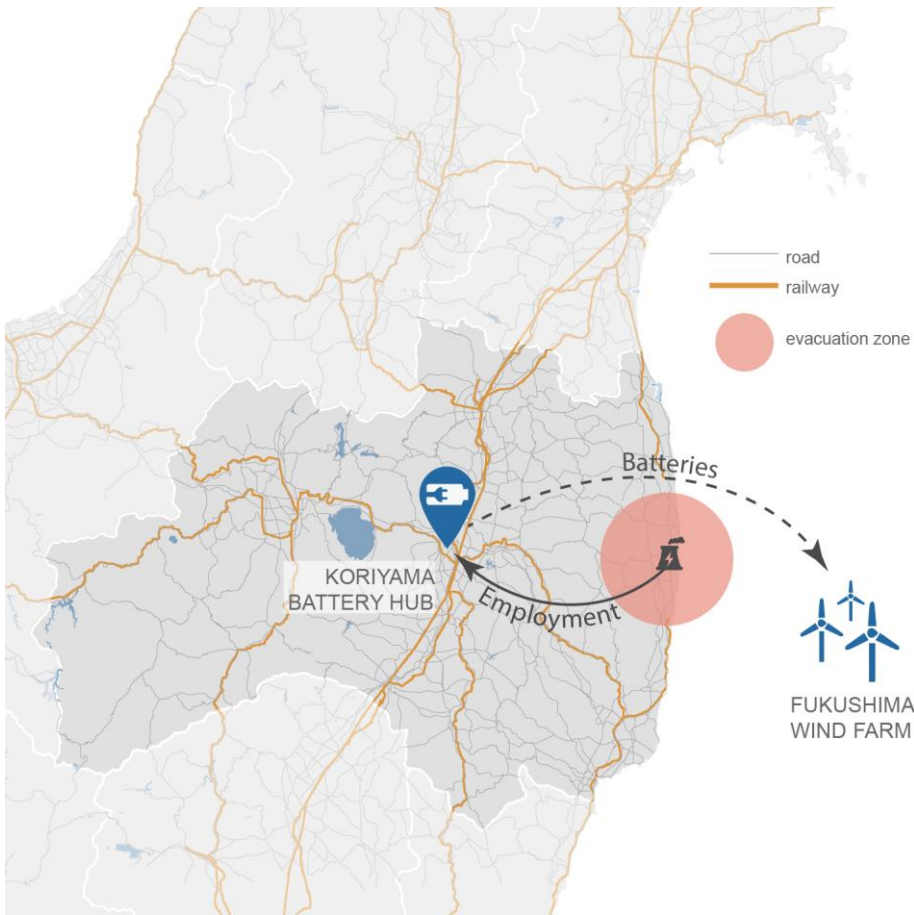 road
railway
evacuation zone
Batteries
KORIYAMA
BATTERY HUB
Employment
FUKUSHIMA
WIND FARM